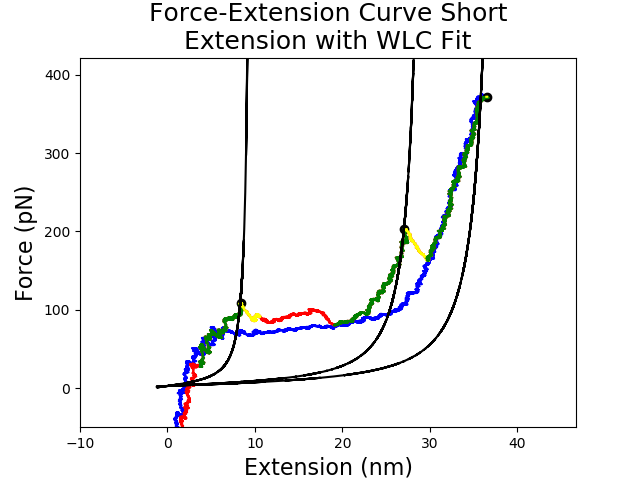 Force-Extension Curve Short
Extension with WLC Fit
400
300
200
100
0
Force (pN)
−10
0
10
20
30
40
Extension (nm)